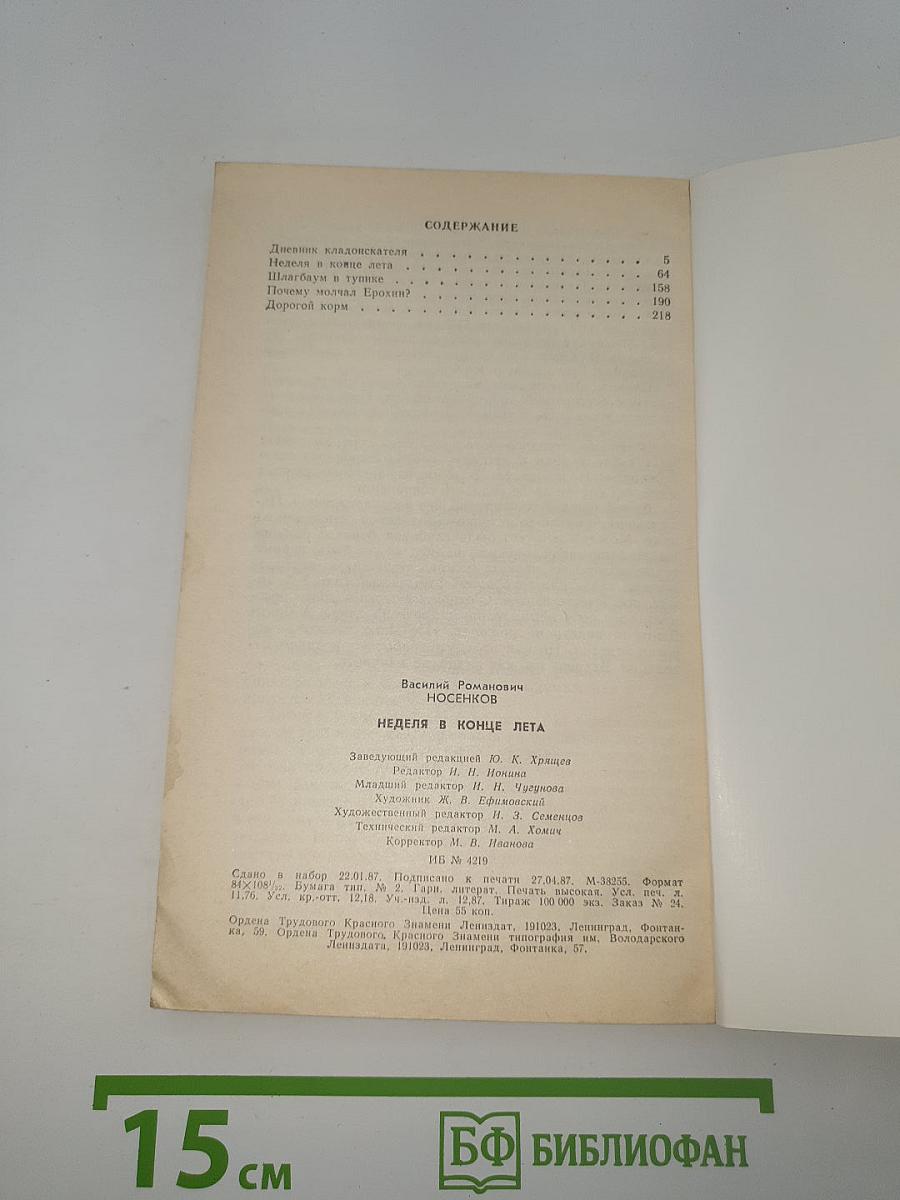 СОДЕРЖАНИЕ
Дневник кладоискателя . . . . . . . . . . . . . . . 5
Неделя в конце лета . . . . . . . . . . . . . . . 64
Шлагбаум в тупике . . . . . . . . . . . . . . . . 158
Почему молчал Ерохин? . . . . . . . . . . . . . . 190
Дорогой корм . . . . . . . . . . . . . . . . . . 218
Василий Романович
НОСЕНКОВ
НЕДЕЛЯ В КОНЦЕ ЛЕТА
Заведующий редакцией Ю. К. Хрящев
Редактор И. Н. Ионина
Младший редактор И. Н. Чугунова
Художник Ж. В. Ефимовский
Художественный редактор И. З. Семенцов
Технический редактор М. А. Хомич
Корректор М. В. Иванова
ИБ № 4219
Сдано в набор 22.01.87. Подписано к печати 27.04.87. М-38255. Формат
84×108¹/₃₂. Бумага тип. № 2. Гарн. литерат. Печать высокая. Усл. печ. л.
11,76. Усл. кр.-отт. 12,18. Уч.-изд. л. 12,87. Тираж 100 000 экз. Заказ № 24.
Цена 55 коп.
Ордена Трудового Красного Знамени Лениздат, 191023, Ленинград, Фонтан-
ка, 59. Ордена Трудового Красного Знамени типография им. Володарского
Лениздата, 191023, Ленинград, Фонтанка, 57.
15 см
БФ БИБЛИОФАН